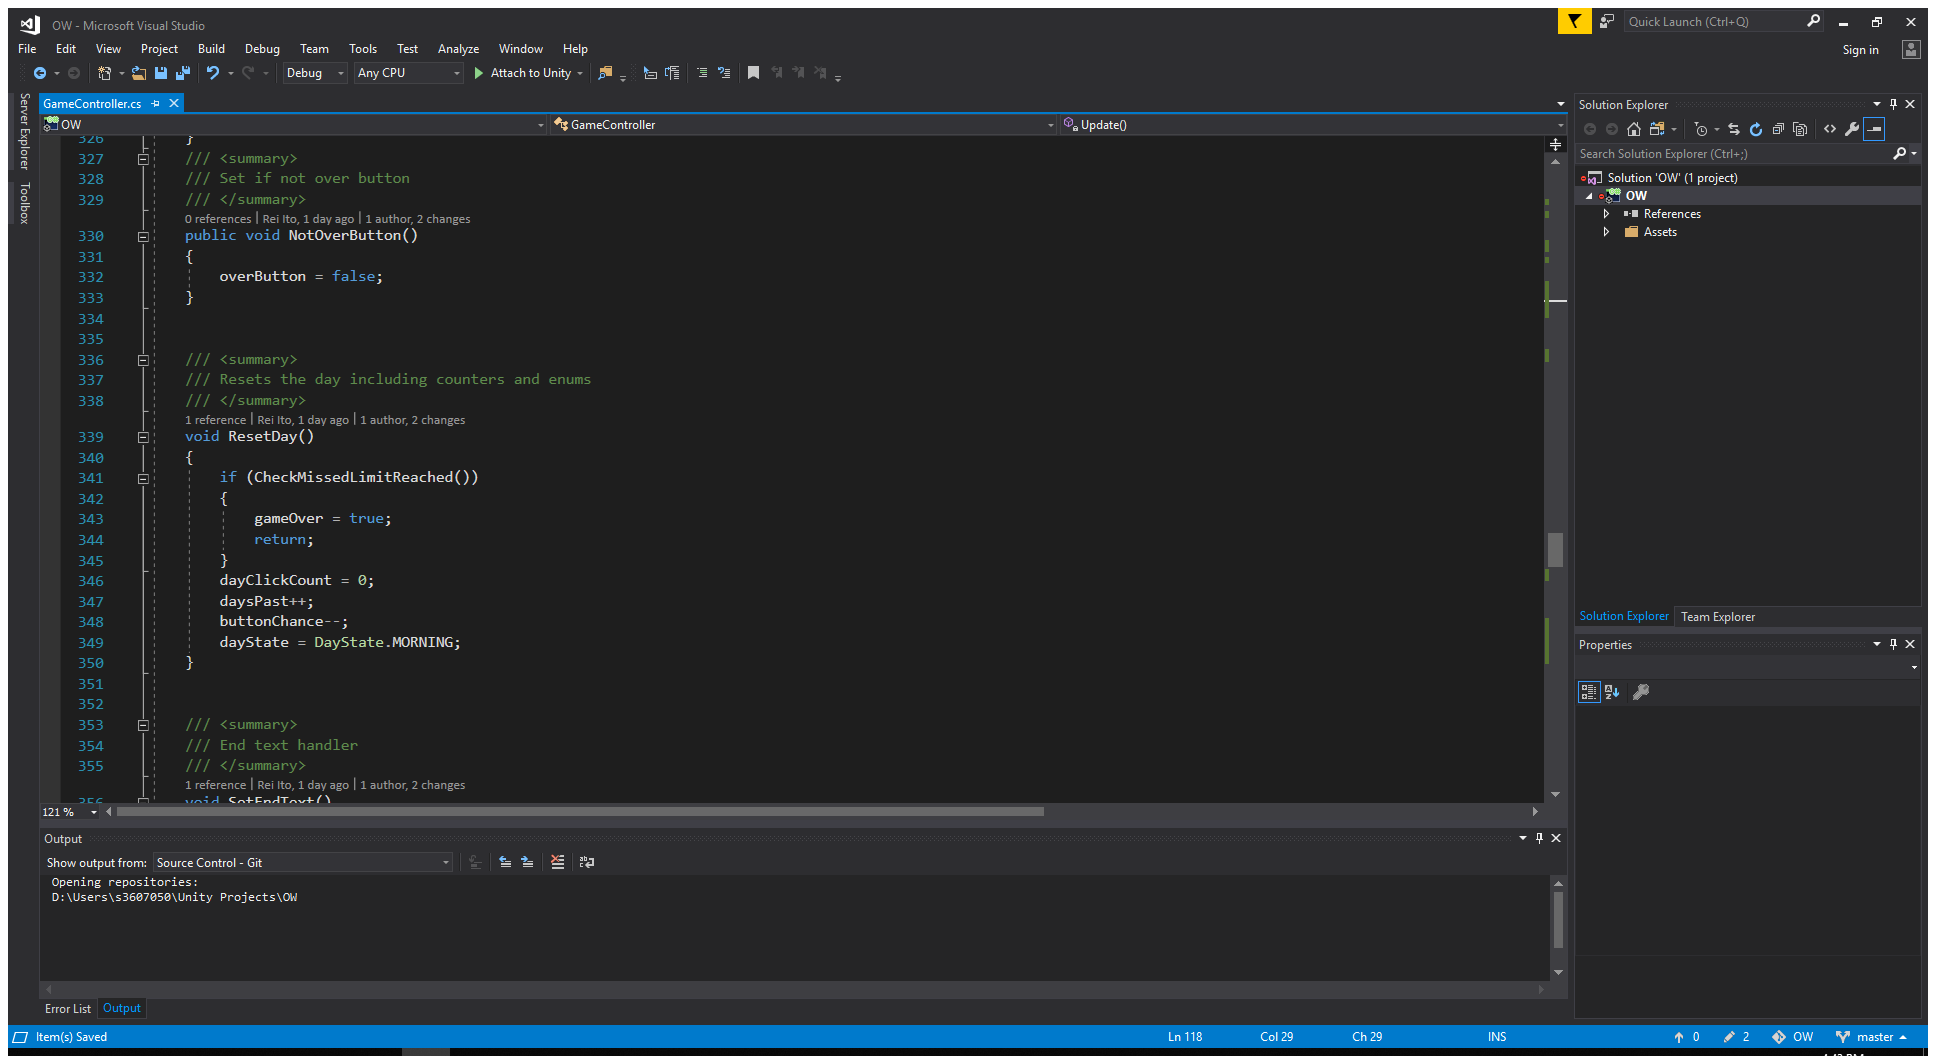 OW - Microsoft Visual Studio
Quick Launch (Ctrl+Q)
File Edit View Project Build Debug Team Tools Test Analyze Window Help
Sign in
Debug Any CPU Attach to Unity
Server Explorer
Toolbox
GameController.cs
OW GameController Update()
326 }
327 /// <summary>
328 /// Set if not over button
329 /// </summary>
0 references | Rei Ito, 1 day ago | 1 author, 2 changes
330 public void NotOverButton()
331 {
332 overButton = false;
333 }
334
335
336 /// <summary>
337 /// Resets the day including counters and enums
338 /// </summary>
1 reference | Rei Ito, 1 day ago | 1 author, 2 changes
339 void ResetDay()
340 {
341 if (CheckMissedLimitReached())
342 {
343 gameOver = true;
344 return;
345 }
346 dayClickCount = 0;
347 daysPast++;
348 buttonChance--;
349 dayState = DayState.MORNING;
350 }
351
352
353 /// <summary>
354 /// End text handler
355 /// </summary>
1 reference | Rei Ito, 1 day ago | 1 author, 2 changes
356 void SetEndText()
121 %
Output
Show output from: Source Control - Git
Opening repositories:
D:\Users\s3607050\Unity Projects\OW
Error List Output
Solution Explorer
Search Solution Explorer (Ctrl+;)
Solution 'OW' (1 project)
OW
References
Assets
Solution Explorer Team Explorer
Properties
Item(s) Saved Ln 118 Col 29 Ch 29 INS 0 2 OW master